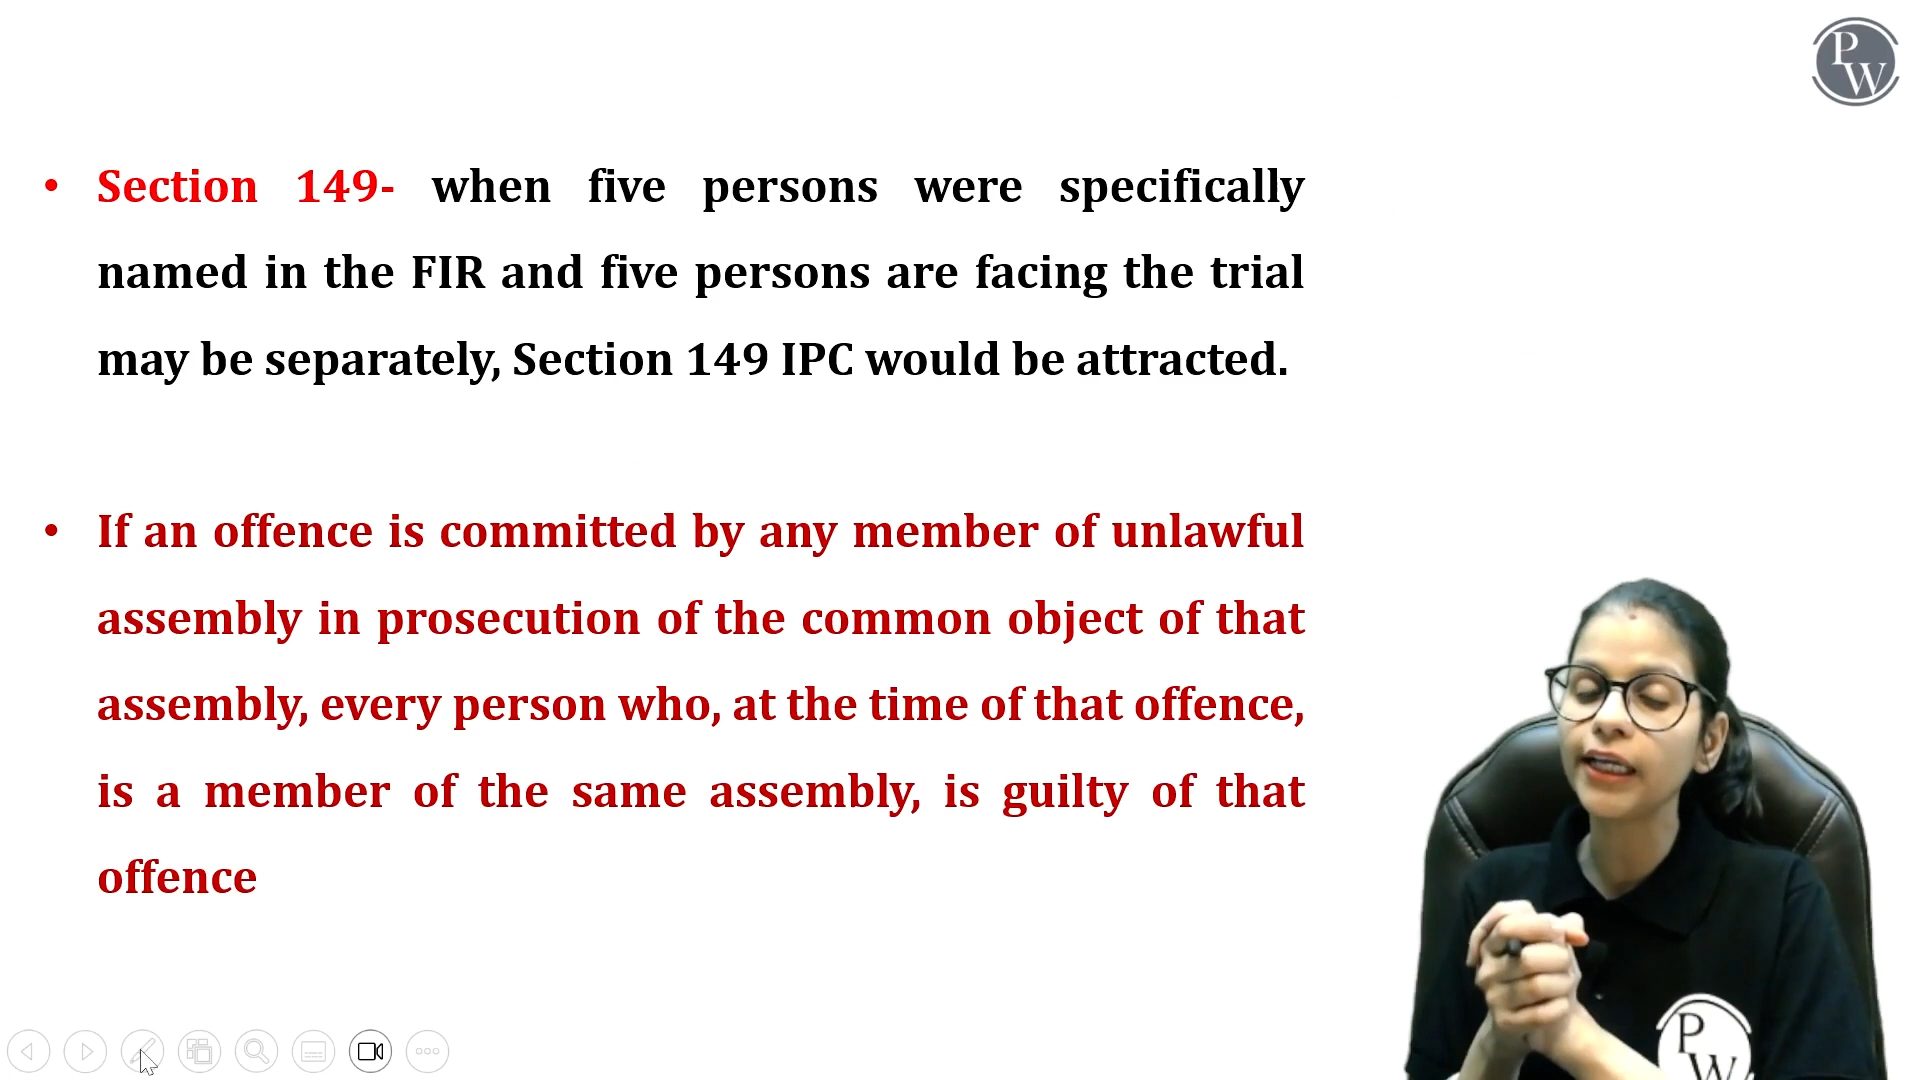 P
W
• Section 149- when five persons were specifically
named in the FIR and five persons are facing the trial
may be separately, Section 149 IPC would be attracted.
• If an offence is committed by any member of unlawful
assembly in prosecution of the common object of that
assembly, every person who, at the time of that offence,
is a member of the same assembly, is guilty of that
offence
P
W